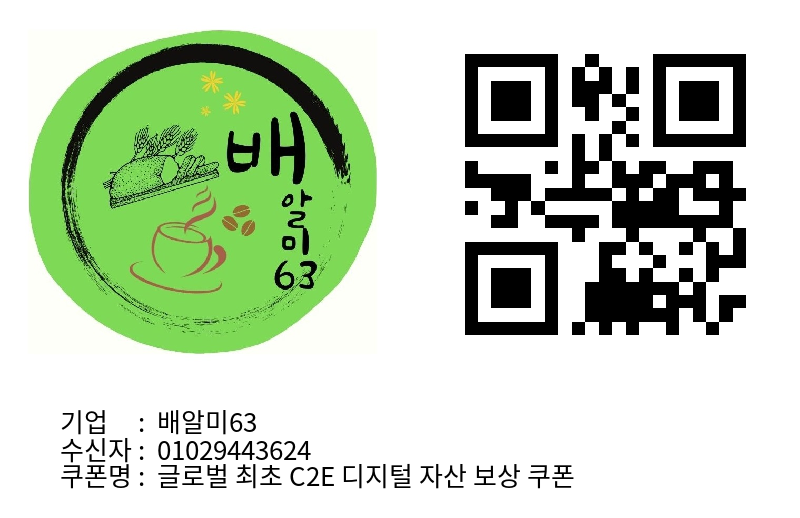 배
알
미
63
기업 : 배알미63
수신자 : 01029443624
쿠폰명 : 글로벌 최초 C2E 디지털 자산 보상 쿠폰